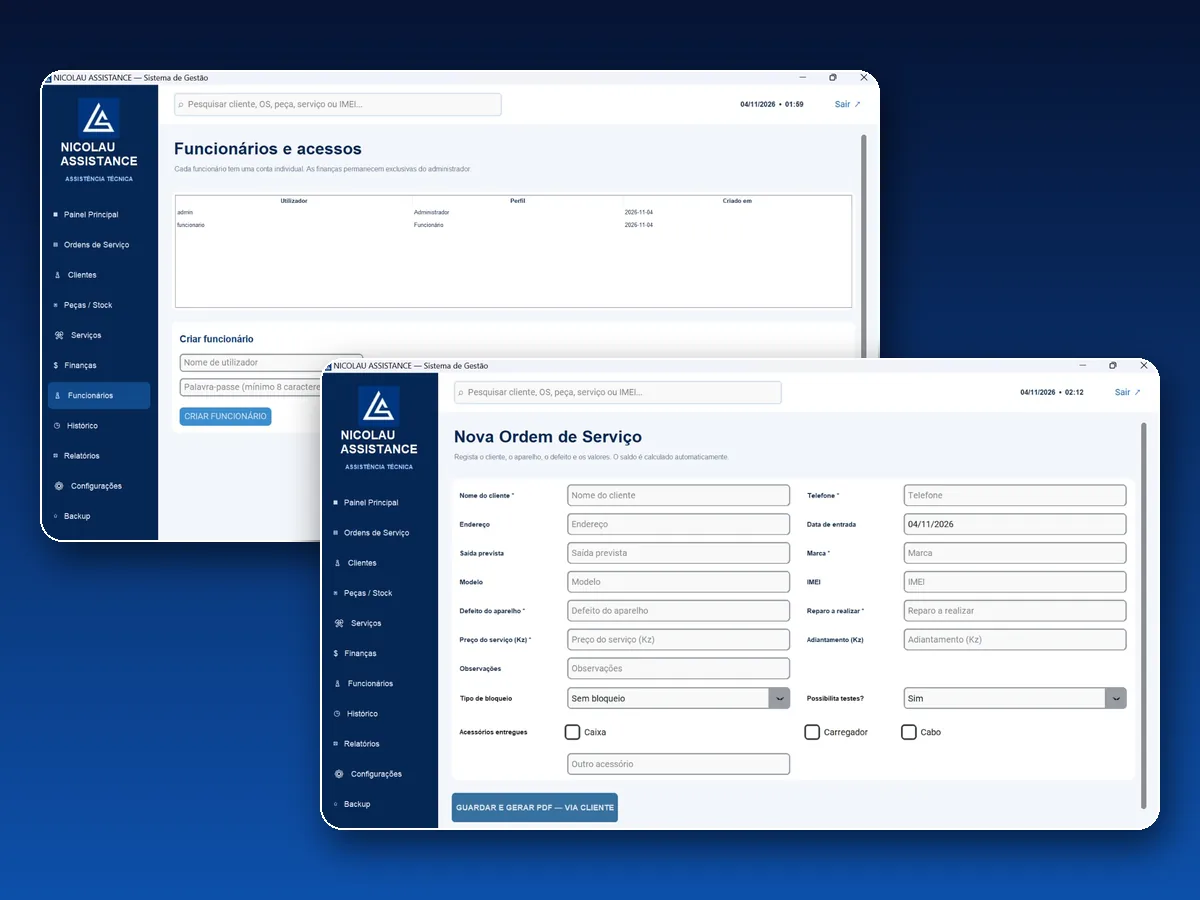 NICOLAU ASSISTANCE — Sistema de Gestão
NICOLAU
ASSISTANCE
ASSISTÊNCIA TÉCNICA
Painel Principal
Ordens de Serviço
Clientes
Peças / Stock
Serviços
$ Finanças
Funcionários
Histórico
Relatórios
Configurações
Backup
Pesquisar cliente, OS, peça, serviço ou IMEI...
04/11/2026 • 01:59
Sair ↗
Funcionários e acessos
Cada funcionário tem uma conta individual. As finanças permanecem exclusivas do administrador.
Utilizador Perfil Criado em
admin Administrador 2026-11-04
funcionario Funcionário 2026-11-04
Criar funcionário
Nome de utilizador
Palavra-passe (mínimo 8 caractere
CRIAR FUNCIONÁRIO
NICOLAU ASSISTANCE — Sistema de Gestão
NICOLAU
ASSISTANCE
ASSISTÊNCIA TÉCNICA
Painel Principal
Ordens de Serviço
Clientes
Peças / Stock
Serviços
$ Finanças
Funcionários
Histórico
Relatórios
Configurações
Backup
Pesquisar cliente, OS, peça, serviço ou IMEI...
04/11/2026 • 02:12
Sair ↗
Nova Ordem de Serviço
Regista o cliente, o aparelho, o defeito e os valores. O saldo é calculado automaticamente.
Nome do cliente * Nome do cliente Telefone * Telefone
Endereço Endereço Data de entrada 04/11/2026
Saída prevista Saída prevista Marca * Marca
Modelo Modelo IMEI IMEI
Defeito do aparelho * Defeito do aparelho Reparo a realizar * Reparo a realizar
Preço do serviço (Kz) * Preço do serviço (Kz) Adiantamento (Kz) Adiantamento (Kz)
Observações Observações
Tipo de bloqueio Sem bloqueio Possibilita testes? Sim
Acessórios entregues Caixa Carregador Cabo
Outro acessório
GUARDAR E GERAR PDF — VIA CLIENTE